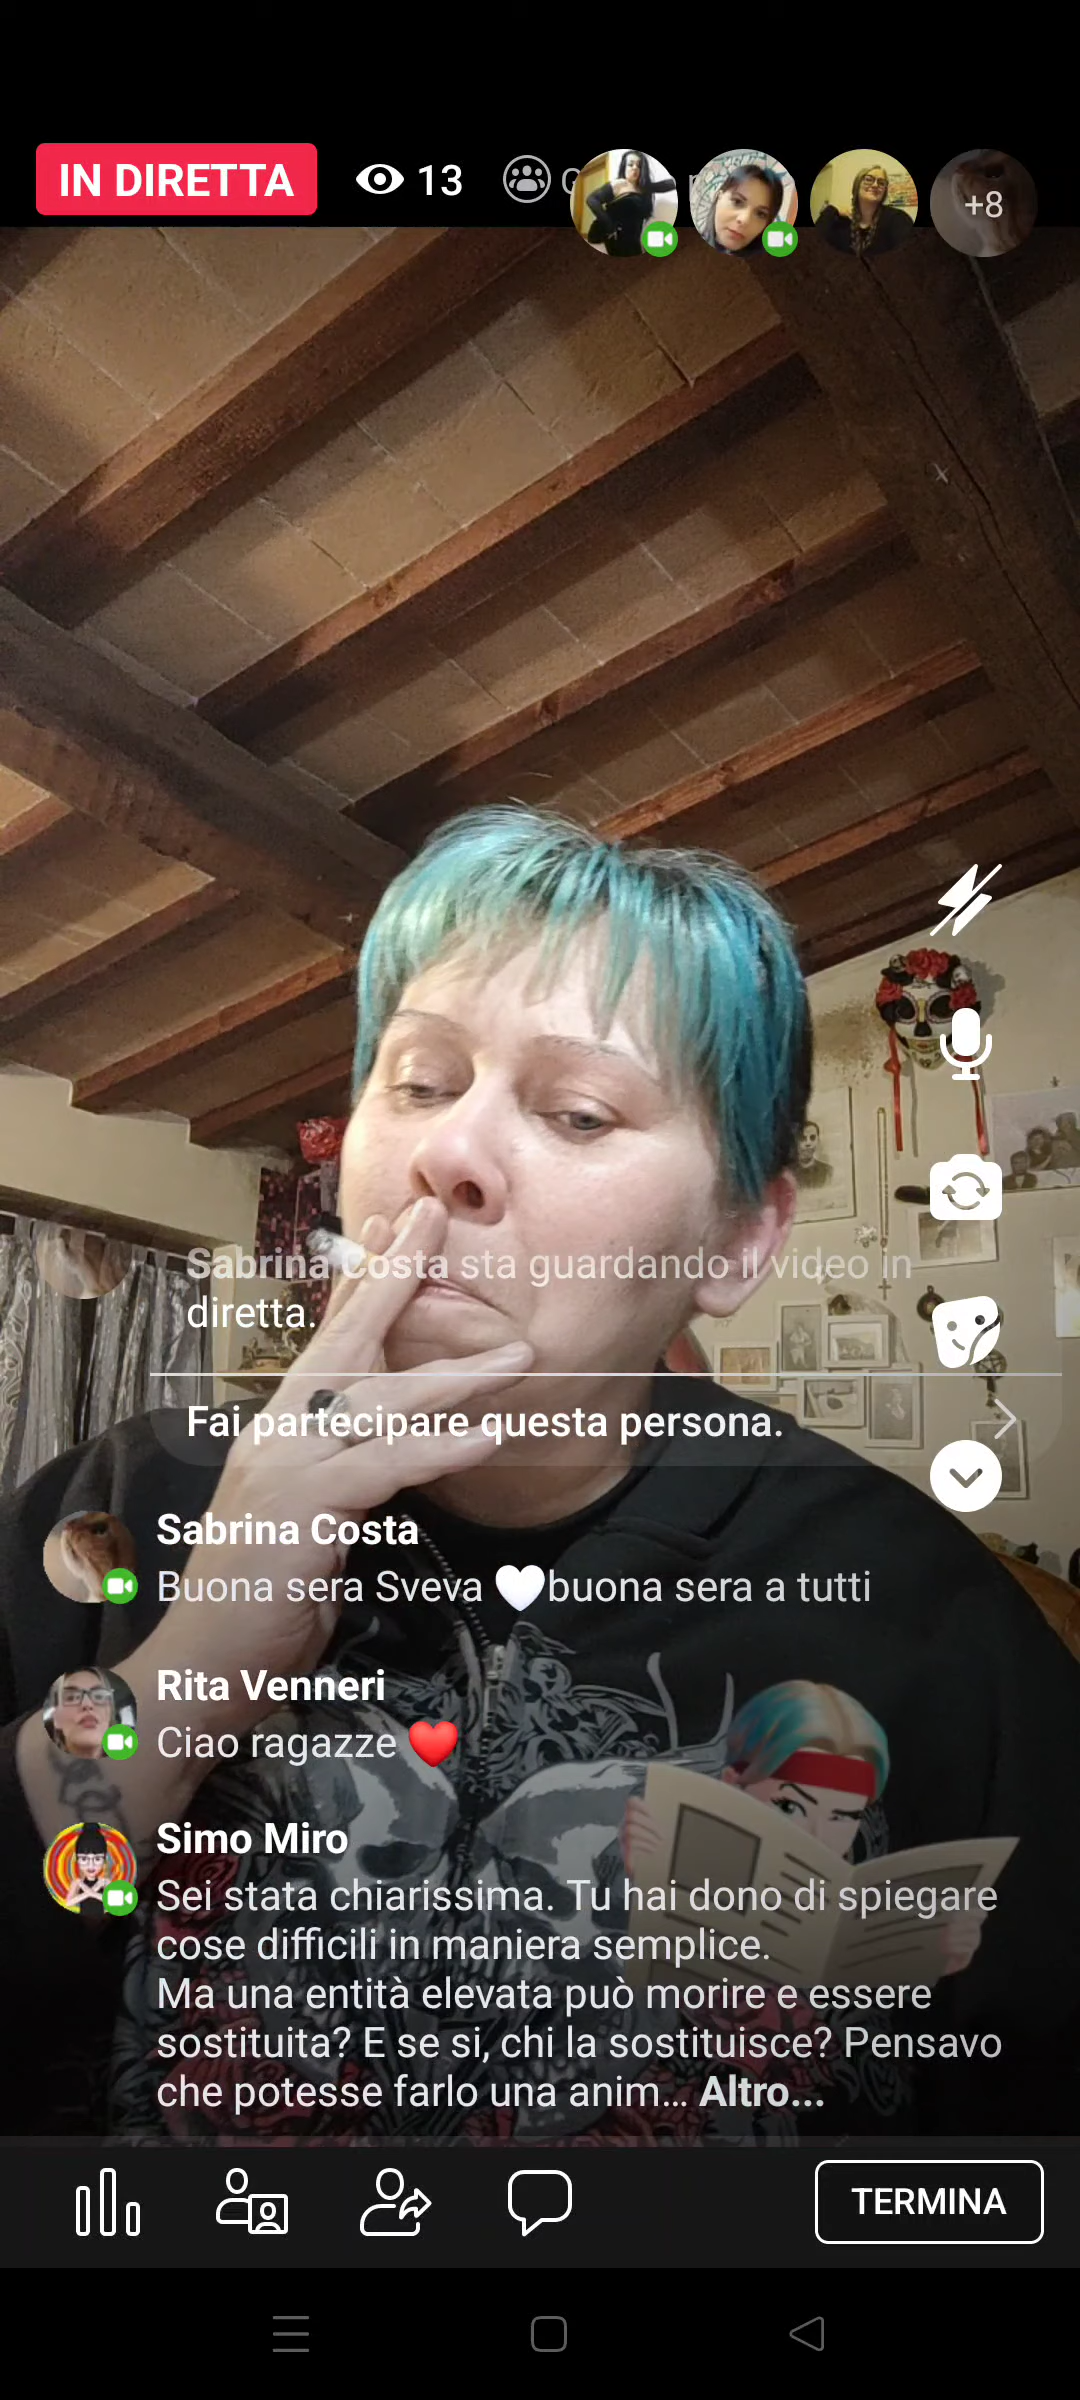 IN DIRETTA
13
+8
Sabrina Costa sta guardando il video in
diretta.
Fai partecipare questa persona.
Sabrina Costa
Buona sera Sveva 🤍buona sera a tutti
Rita Venneri
Ciao ragazze ❤️
Simo Miro
Sei stata chiarissima. Tu hai dono di spiegare
cose difficili in maniera semplice.
Ma una entità elevata può morire e essere
sostituita? E se si, chi la sostituisce? Pensavo
che potesse farlo una anim... Altro...
TERMINA